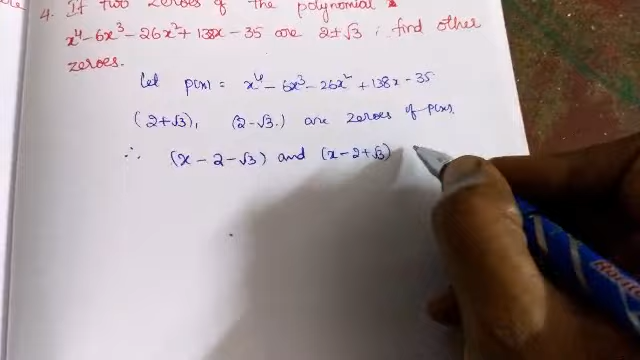 4. If two zeroes of the polynomial
x⁴ - 6x³ - 26x² + 138x - 35 are 2±√3, find other
zeroes.
Let p(x) = x⁴ - 6x³ - 26x² + 138x - 35
(2+√3), (2-√3.) are zeroes of p(x).
∴ (x - 2 - √3) and (x - 2 + √3)